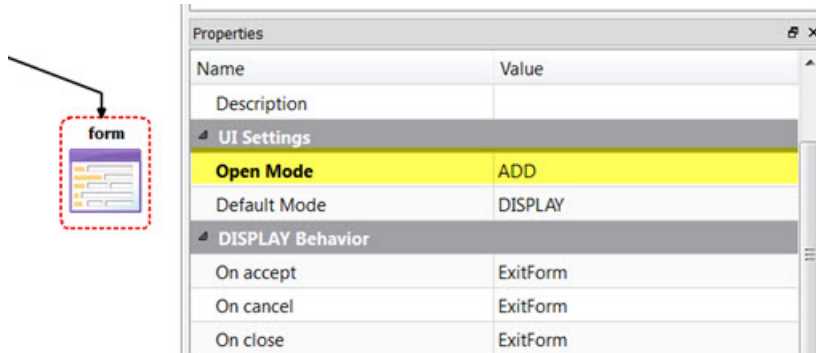 Properties
Name Value
form
Description
UI Settings
Open Mode ADD
Default Mode DISPLAY
DISPLAY Behavior
On accept ExitForm
On cancel ExitForm
On close ExitForm